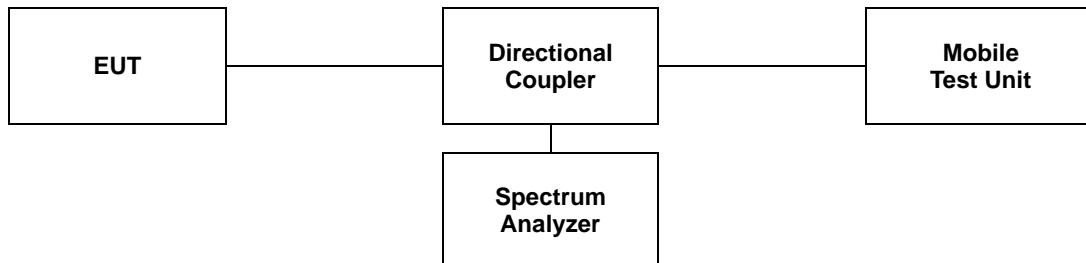 EUT
Directional
Coupler
Mobile
Test Unit
Spectrum
Analyzer